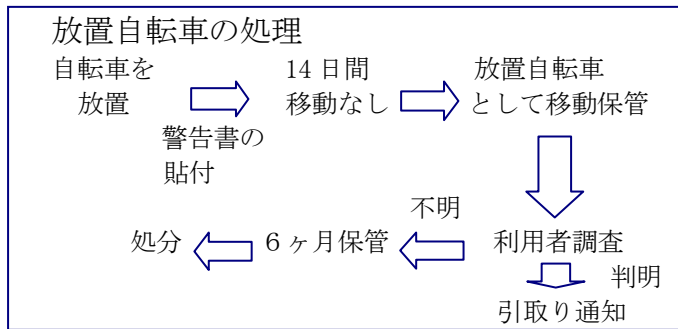 放置自転車の処理
自転車を
放置
警告書の
貼付
14日間
移動なし
放置自転車
として移動保管
利用者調査
判明
引取り通知
不明
6ヶ月保管
処分